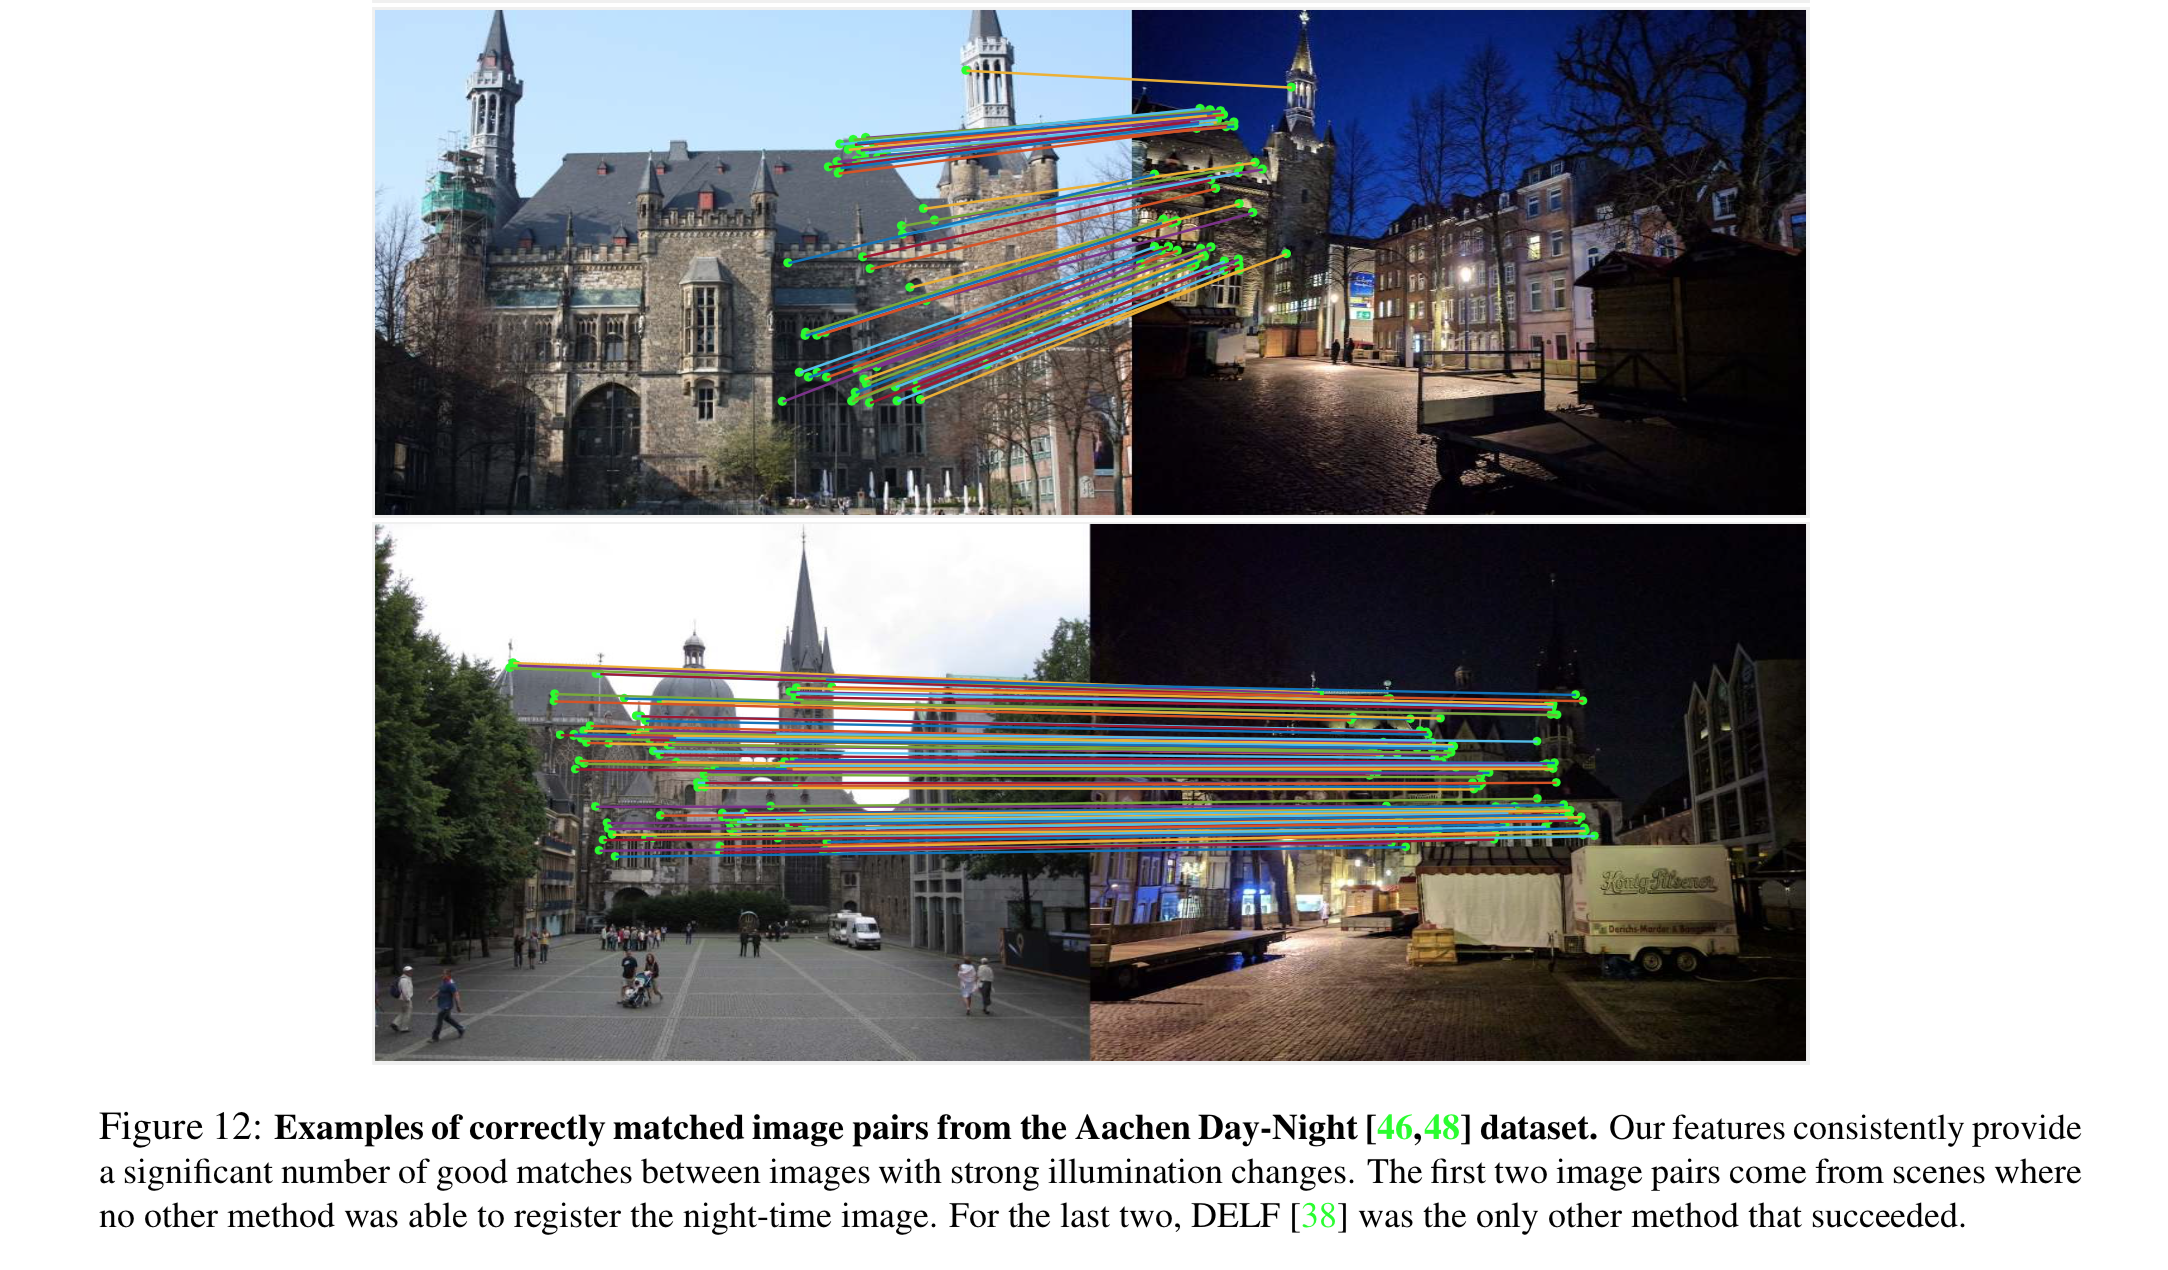 König-Pilsener
Figure 12: Examples of correctly matched image pairs from the Aachen Day-Night [46,48] dataset. Our features consistently provide
a significant number of good matches between images with strong illumination changes. The first two image pairs come from scenes where
no other method was able to register the night-time image. For the last two, DELF [38] was the only other method that succeeded.